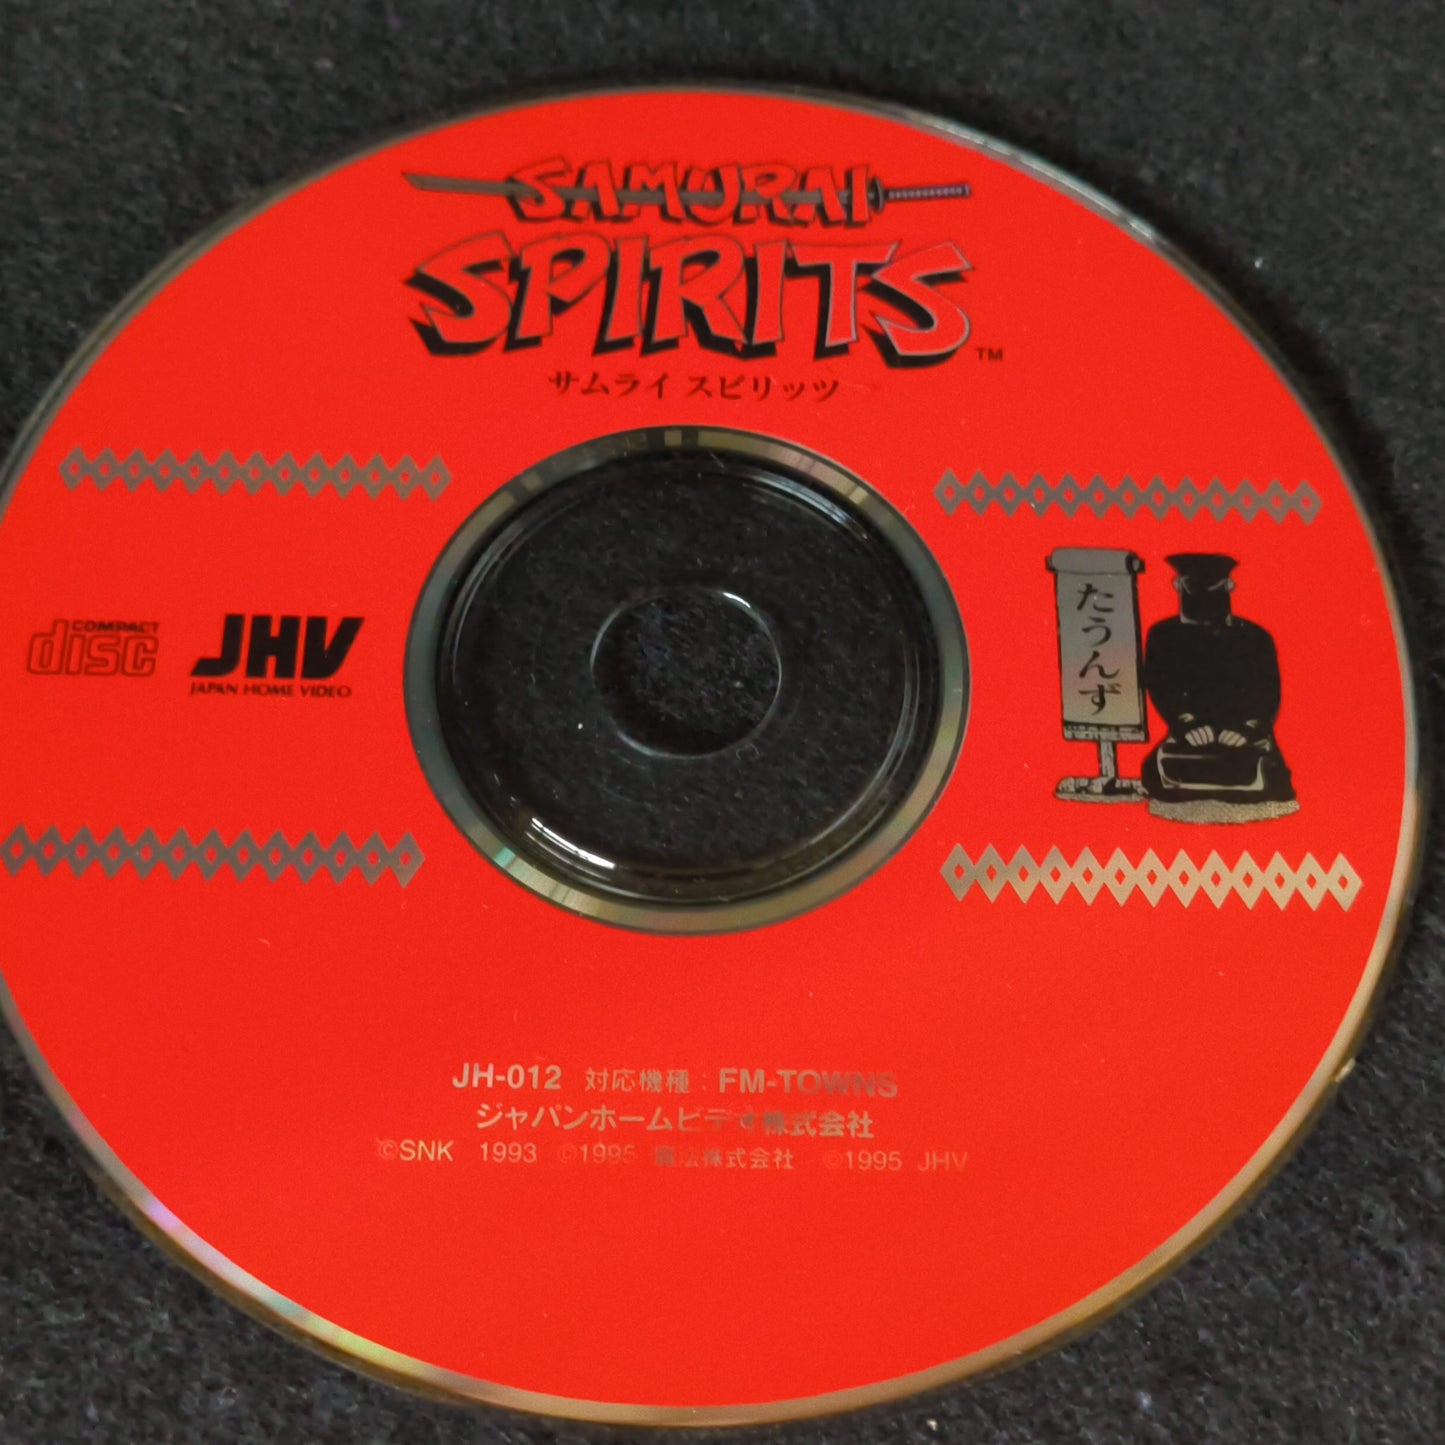 SAMURAI
SPIRITS TM
サムライ スピリッツ
COMPACT
disc
JHV
JAPAN HOME VIDEO
たうんず
JH-012 対応機種 : FM-TOWNS
ジャパンホームビデオ株式会社
©SNK 1993 ©1995 魔法株式会社 ©1995 JHV